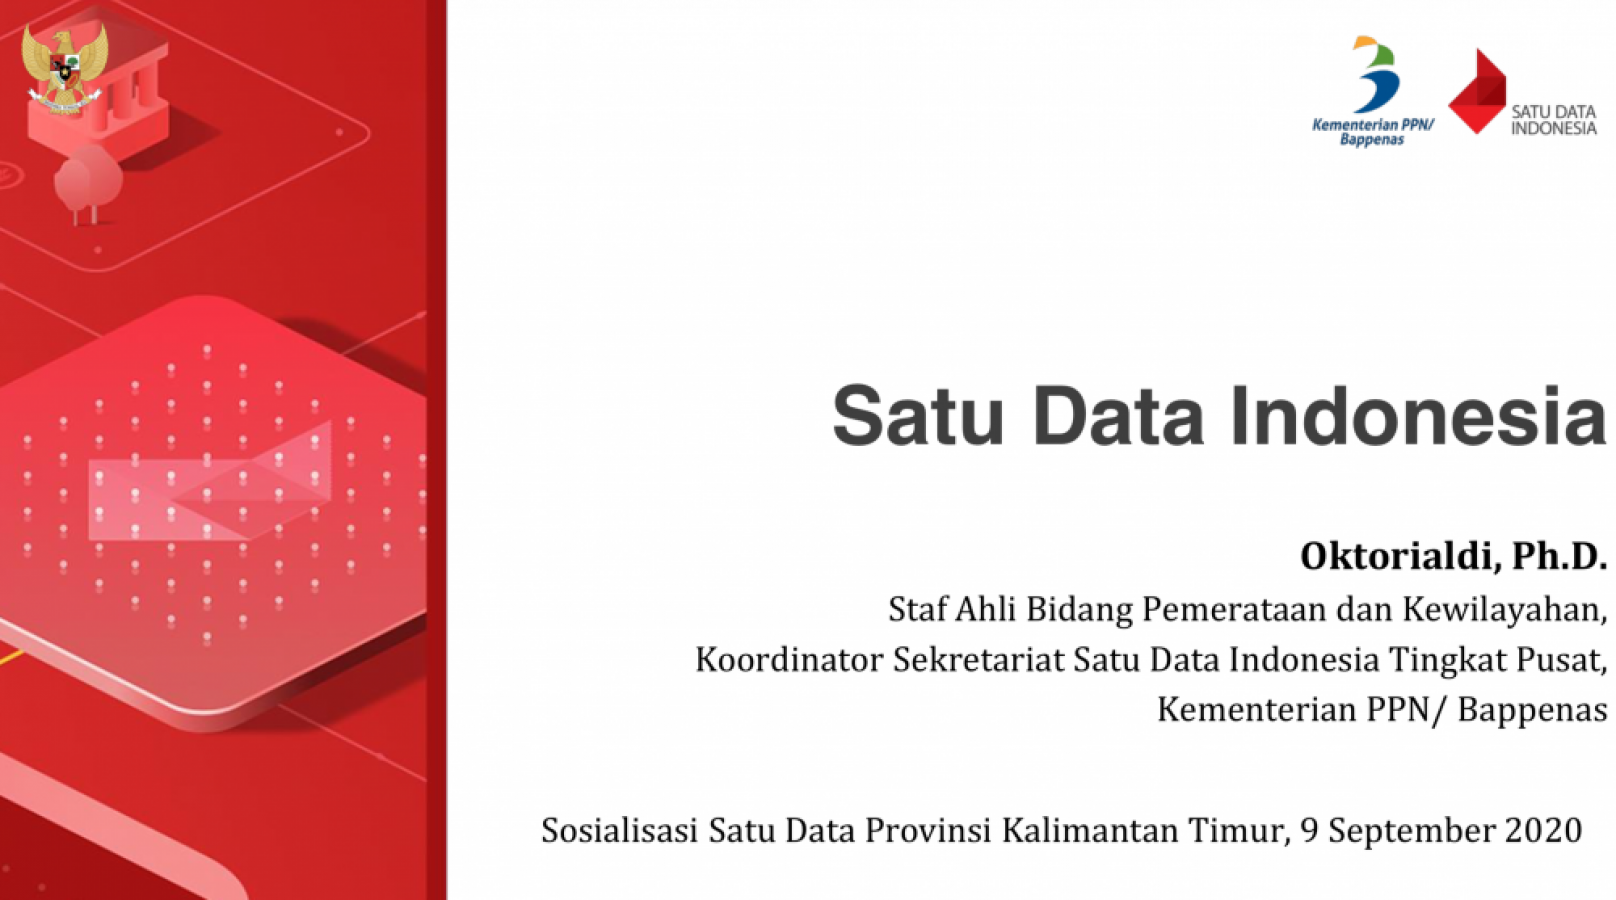 Kementerian PPN/
Bappenas
SATU DATA
INDONESIA
Satu Data Indonesia
Oktorialdi, Ph.D.
Staf Ahli Bidang Pemerataan dan Kewilayahan,
Koordinator Sekretariat Satu Data Indonesia Tingkat Pusat,
Kementerian PPN/ Bappenas
Sosialisasi Satu Data Provinsi Kalimantan Timur, 9 September 2020